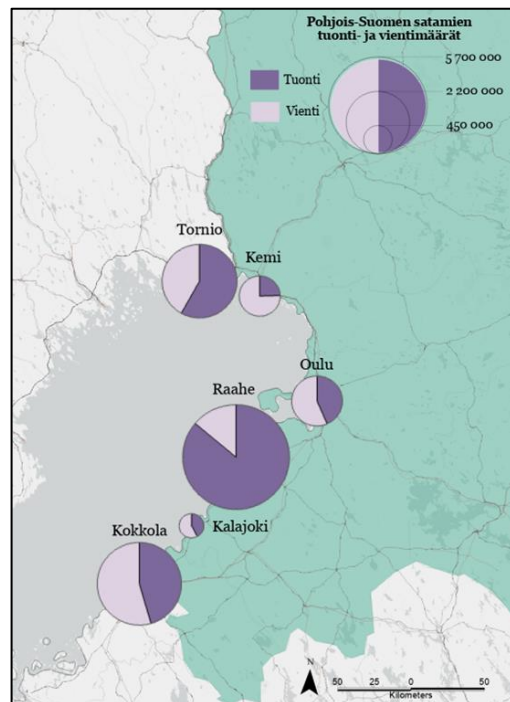 Pohjois-Suomen satamien
tuonti- ja vientimäärät
Tuonti
Vienti
5 700 000
2 200 000
450 000
Tornio
Kemi
Oulu
Raahe
Kalajoki
Kokkola
N
50 25 0 50
Kilometers